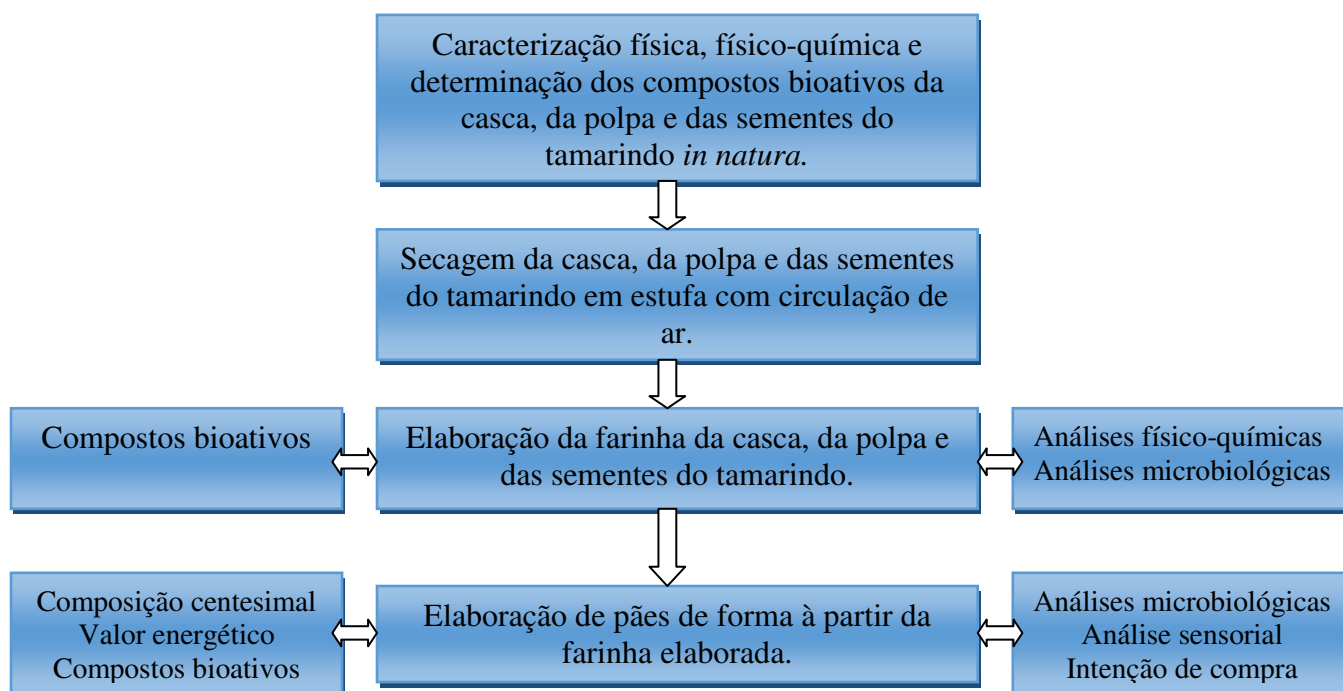 Caracterização física, físico-química e
determinação dos compostos bioativos da
casca, da polpa e das sementes do
tamarindo in natura.
Secagem da casca, da polpa e das sementes
do tamarindo em estufa com circulação de
ar.
Compostos bioativos
Elaboração da farinha da casca, da polpa e
das sementes do tamarindo.
Análises físico-químicas
Análises microbiológicas
Composição centesimal
Valor energético
Compostos bioativos
Elaboração de pães de forma à partir da
farinha elaborada.
Análises microbiológicas
Análise sensorial
Intenção de compra